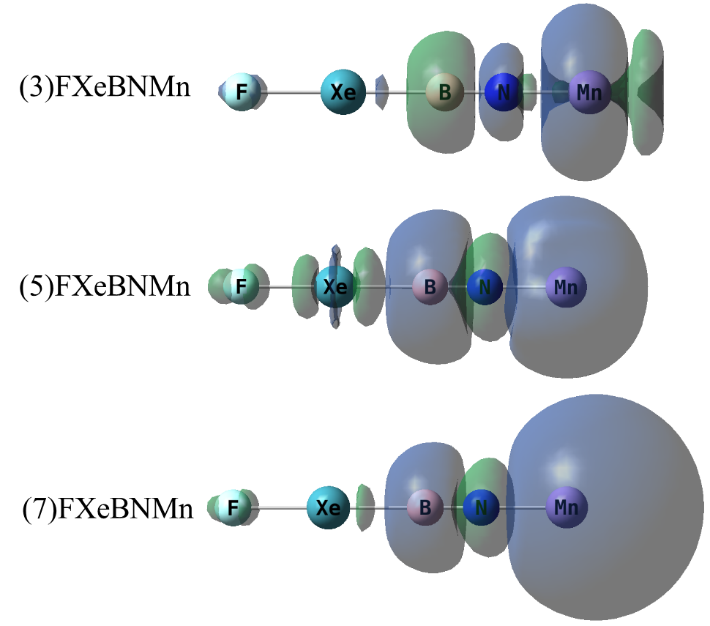 (3)FXeBNMn F Xe B N Mn
(5)FXeBNMn F Xe B N Mn
(7)FXeBNMn F Xe B N Mn